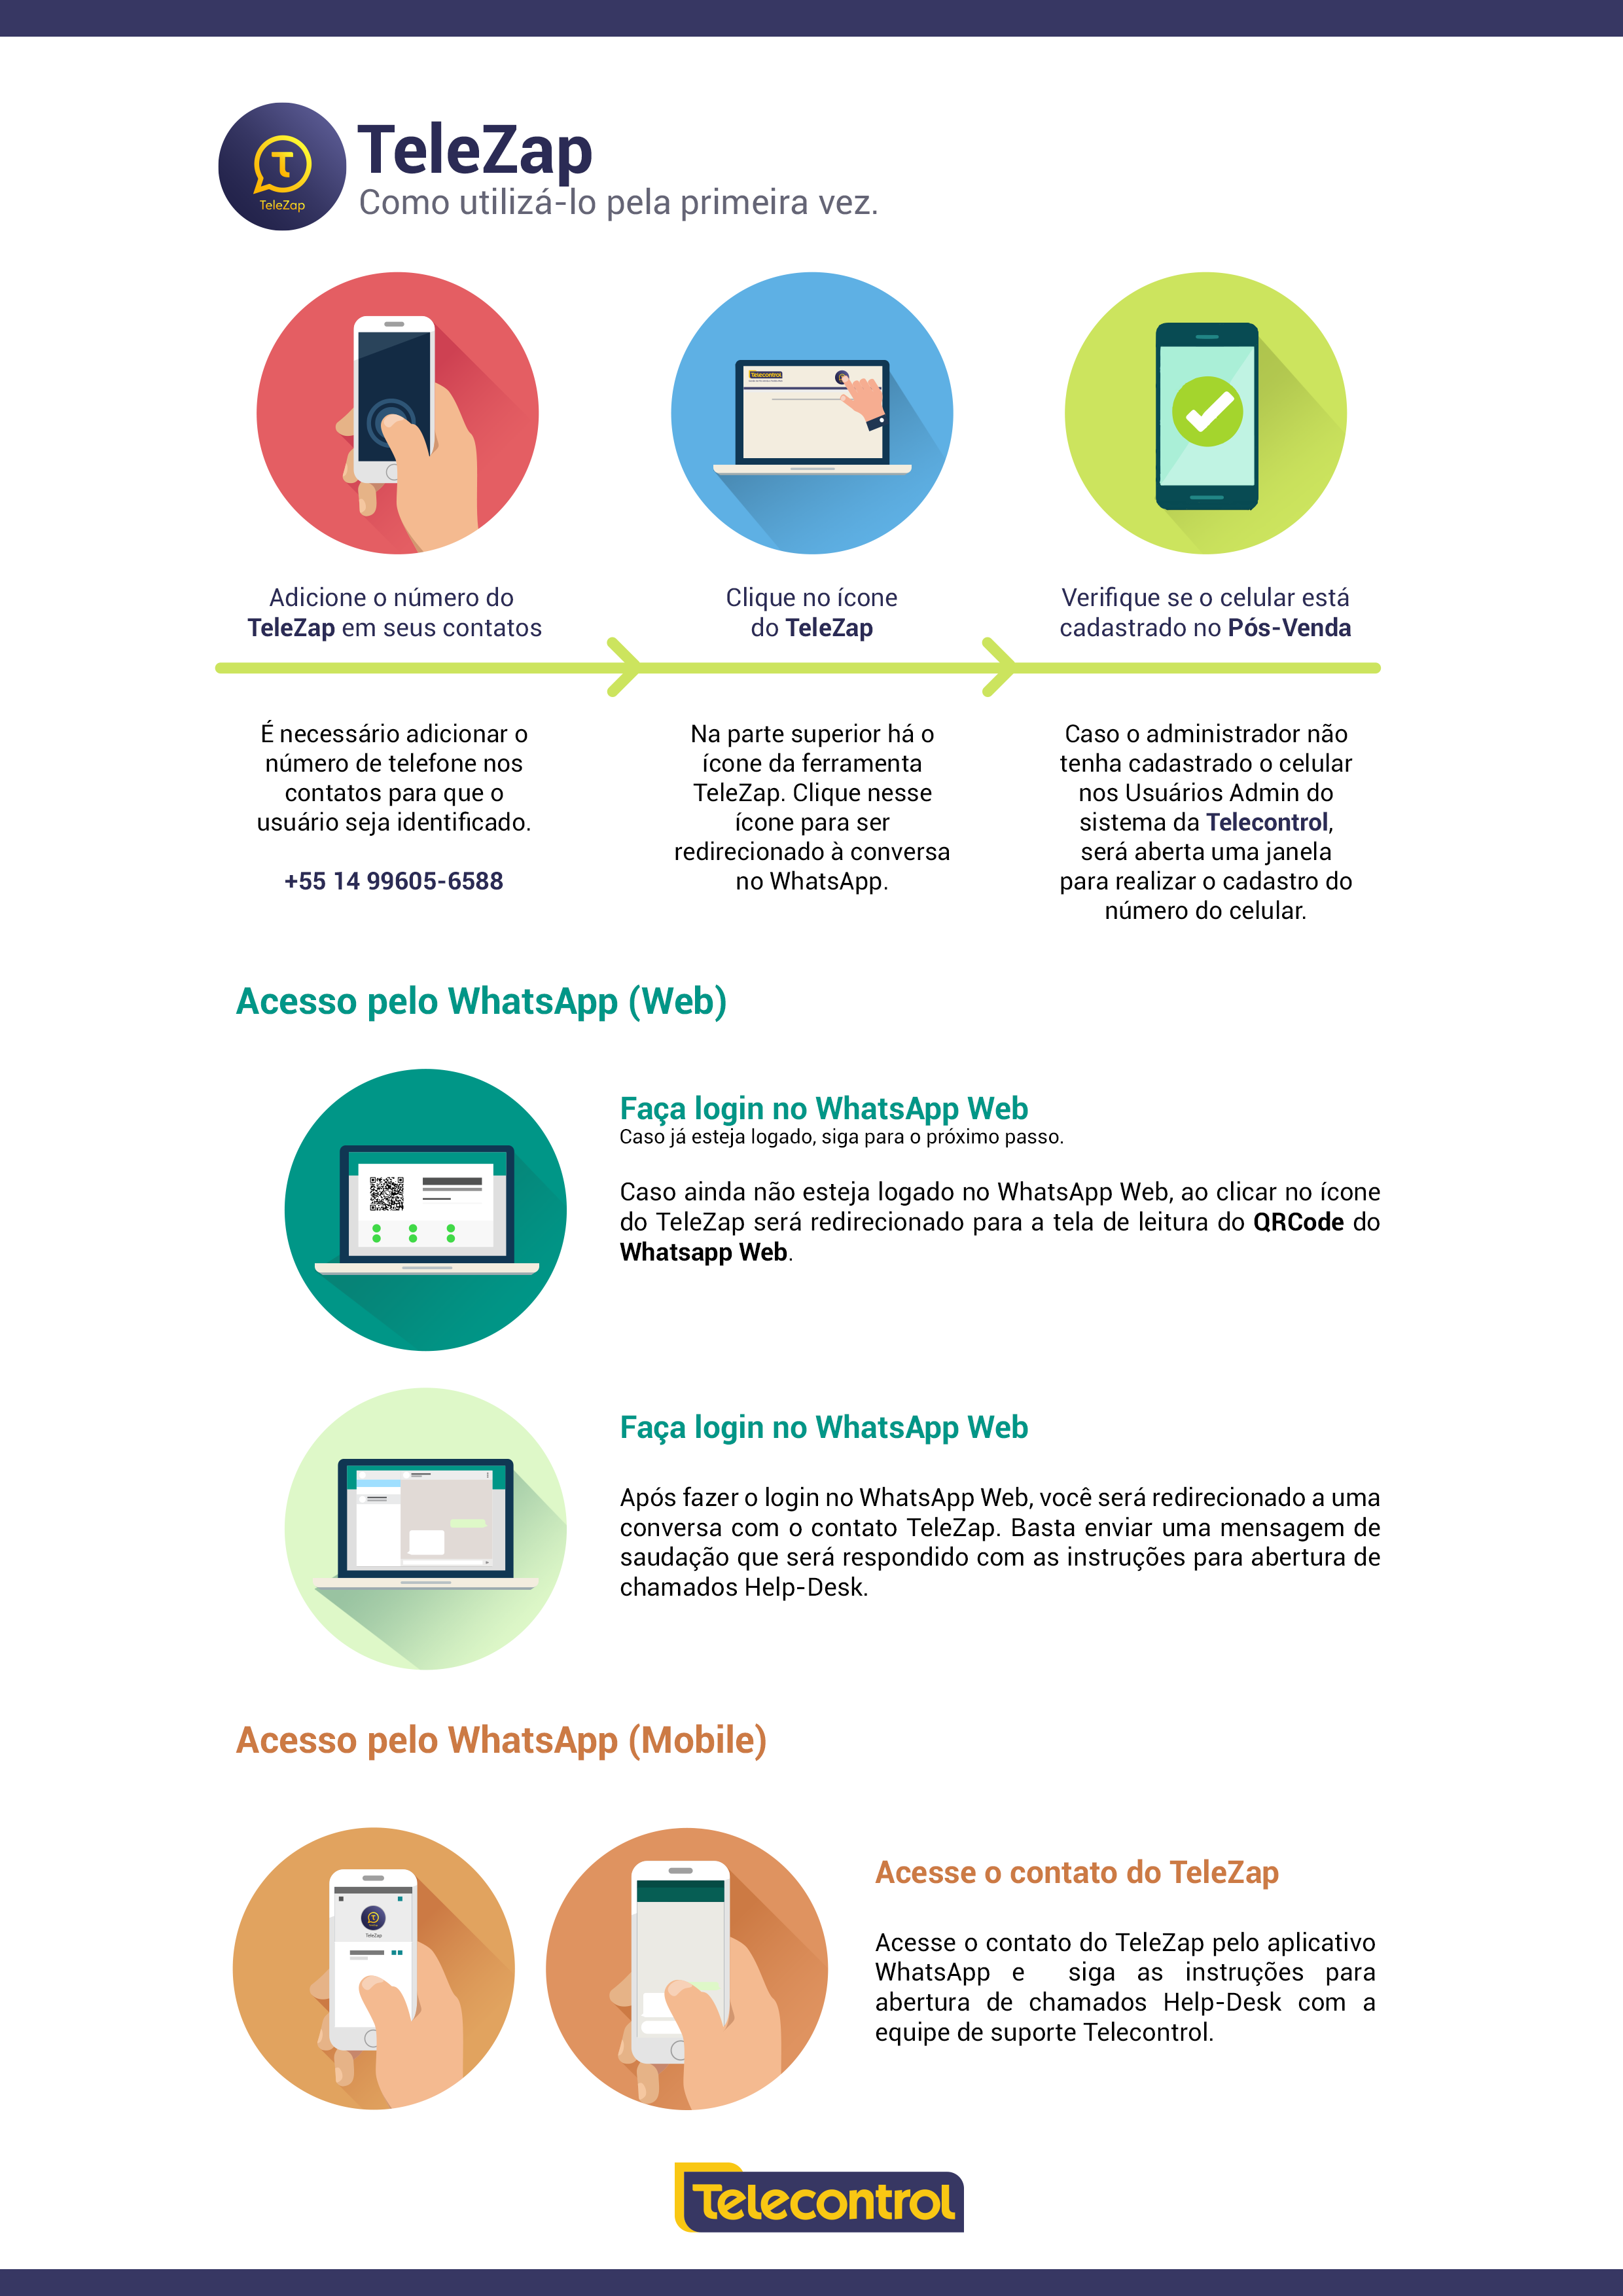 TeleZap
TeleZap
Como utilizá-lo pela primeira vez.
Telecontrol
Adicione o número do
TeleZap em seus contatos
Clique no ícone
do TeleZap
Verifique se o celular está
cadastrado no Pós-Venda
É necessário adicionar o
número de telefone nos
contatos para que o
usuário seja identificado.
+55 14 99605-6588
Na parte superior há o
ícone da ferramenta
TeleZap. Clique nesse
ícone para ser
redirecionado à conversa
no WhatsApp.
Caso o administrador não
tenha cadastrado o celular
nos Usuários Admin do
sistema da Telecontrol,
será aberta uma janela
para realizar o cadastro do
número do celular.
Acesso pelo WhatsApp (Web)
Faça login no WhatsApp Web
Caso já esteja logado, siga para o próximo passo.
Caso ainda não esteja logado no WhatsApp Web, ao clicar no ícone
do TeleZap será redirecionado para a tela de leitura do QRCode do
Whatsapp Web.
Faça login no WhatsApp Web
Após fazer o login no WhatsApp Web, você será redirecionado a uma
conversa com o contato TeleZap. Basta enviar uma mensagem de
saudação que será respondido com as instruções para abertura de
chamados Help-Desk.
Acesso pelo WhatsApp (Mobile)
TeleZap
Acesse o contato do TeleZap
Acesse o contato do TeleZap pelo aplicativo
WhatsApp e siga as instruções para
abertura de chamados Help-Desk com a
equipe de suporte Telecontrol.
Telecontrol